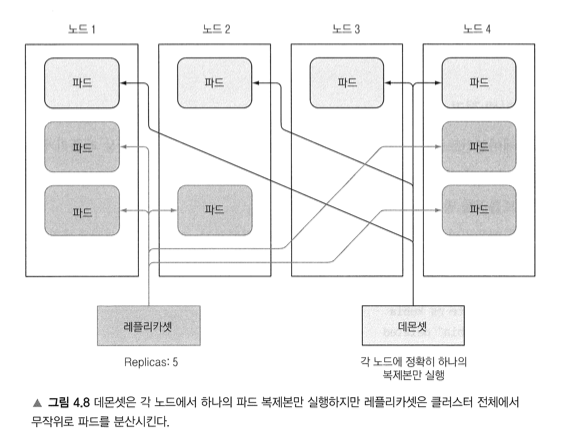 노드 1 노드 2 노드 3 노드 4
파드 파드 파드 파드
파드 파드
파드 파드 파드
레플리카셋 데몬셋
Replicas: 5 각 노드에 정확히 하나의
복제본만 실행
▲ 그림 4.8 데몬셋은 각 노드에서 하나의 파드 복제본만 실행하지만 레플리카셋은 클러스터 전체에서
무작위로 파드를 분산시킨다.